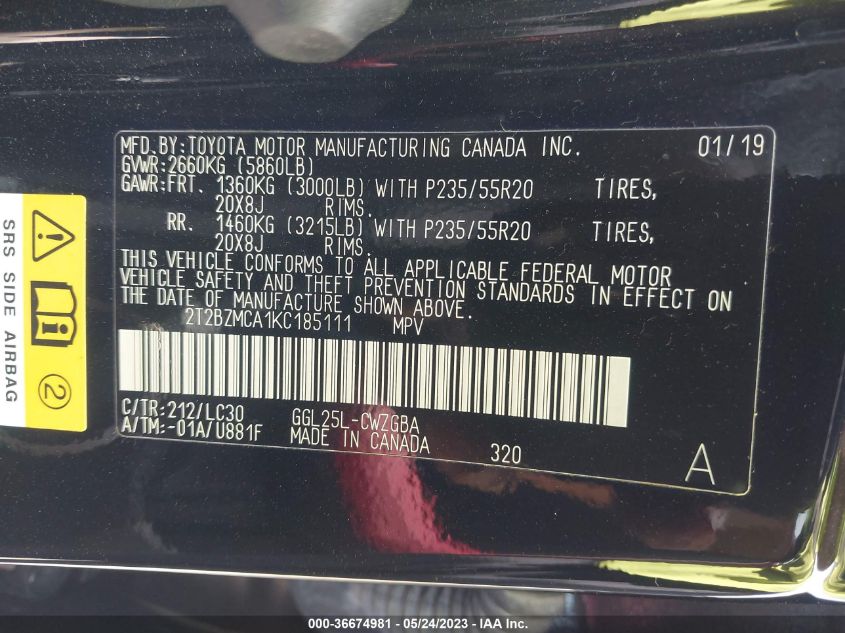 MFD.BY:TOYOTA MOTOR MANUFACTURING CANADA INC. 01/19
GVWR:2660KG (5860LB)
GAWR:FRT. 1360KG (3000LB) WITH P235/55R20 TIRES,
20X8J RIMS.
RR. 1460KG (3215LB) WITH P235/55R20 TIRES,
20X8J RIMS.
THIS VEHICLE CONFORMS TO ALL APPLICABLE FEDERAL MOTOR
VEHICLE SAFETY AND THEFT PREVENTION STANDARDS IN EFFECT ON
THE DATE OF MANUFACTURE SHOWN ABOVE.
2T2BZMCA1KC185111 MPV
C/TR:212/LC30 GGL25L-CWZGBA
A/TM:-01A/U881F MADE IN CANADA 320
A
SRS SIDE AIRBAG
2
000-36674981 - 05/24/2023 - IAA Inc.